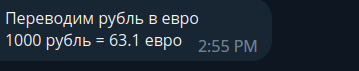 Переводим рубль в евро
1000 рубль = 63.1 евро
2:55 PM